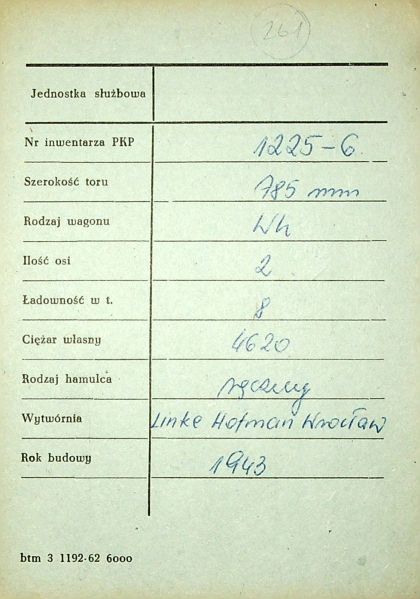 261
Jednostka służbowa
Nr inwentarza PKP 1225-6
Szerokość toru 785 mm
Rodzaj wagonu Wh
Ilość osi 2
Ładowność w t. 8
Ciężar własny 4620
Rodzaj hamulca ręczny
Wytwórnia Linke Hofman Wrocław
Rok budowy 1943
btm 3 1192-62 6000